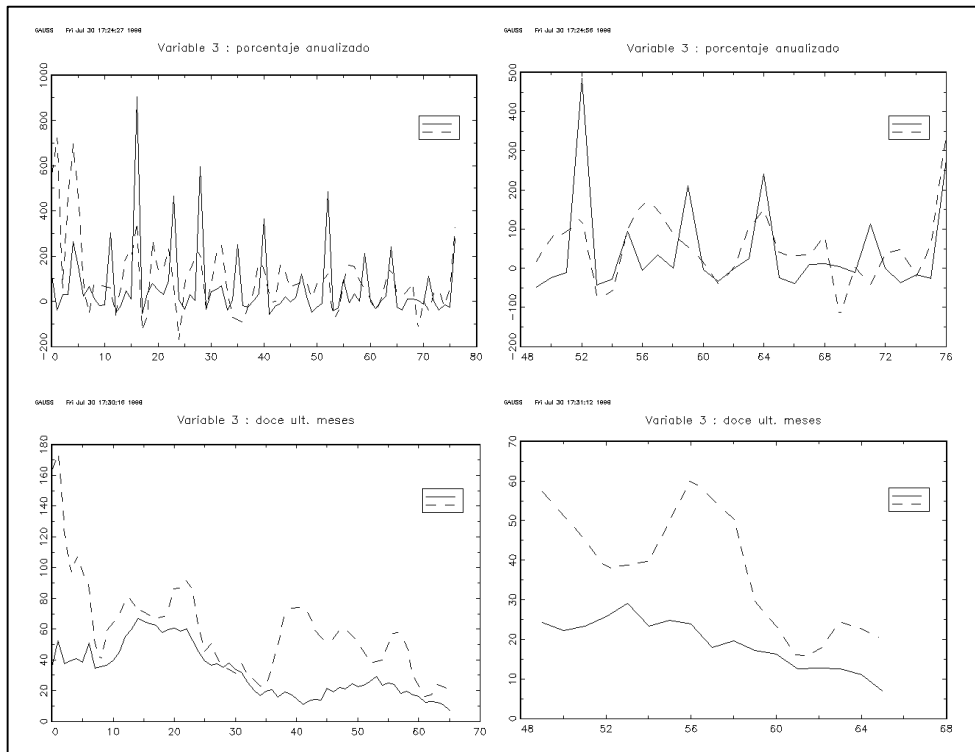 GAUSS Fri Jul 30 17:24:27 1998
Variable 3 : porcentaje anualizado
1000
800
600
400
200
0
-200
0 10 20 30 40 50 60 70 80
GAUSS Fri Jul 30 17:24:56 1998
Variable 3 : porcentaje anualizado
500
400
300
200
100
0
-100
-200
48 52 56 60 64 68 72 76
GAUSS Fri Jul 30 17:30:16 1998
Variable 3 : doce ult. meses
180
160
140
120
100
80
60
40
20
0
0 10 20 30 40 50 60 70
GAUSS Fri Jul 30 17:31:12 1998
Variable 3 : doce ult. meses
70
60
50
40
30
20
10
0
48 52 56 60 64 68